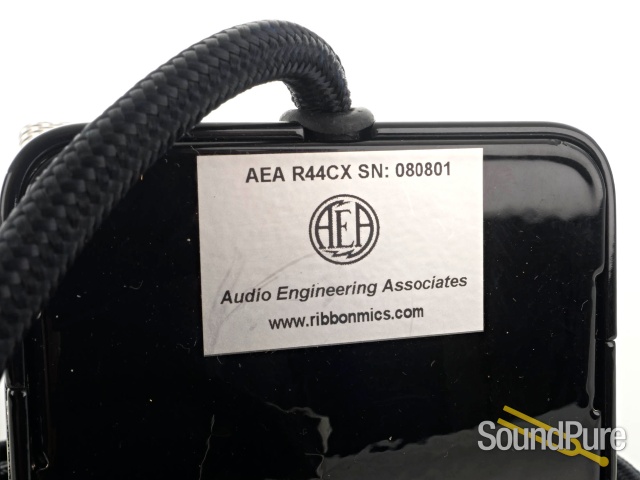 AEA R44CX SN: 080801
AEA
Audio Engineering Associates
www.ribbonmics.com
SoundPure